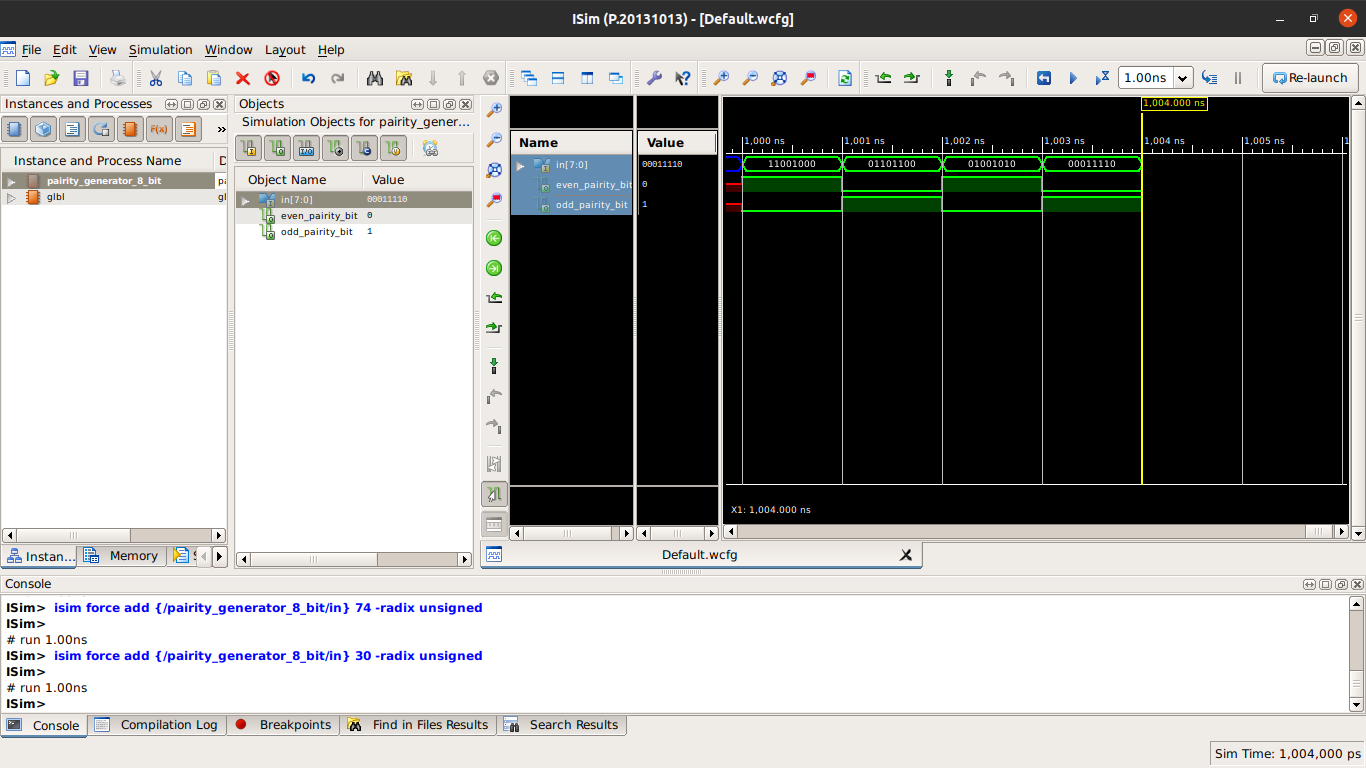 ISim (P.20131013) - [Default.wcfg]
File Edit View Simulation Window Layout Help
1.00ns
Re-launch
Instances and Processes
F(x)
»
Instance and Process Name
pairity_generator_8_bit
glbl
Instan...
Memory
Objects
Simulation Objects for pairity_gener...
Object Name Value
in[7:0] 00011110
even_pairity_bit 0
odd_pairity_bit 1
Name Value
in[7:0] 00011110
even_pairity_bit 0
odd_pairity_bit 1
1,004.000 ns
1,000 ns 1,001 ns 1,002 ns 1,003 ns 1,004 ns 1,005 ns
11001000 01101100 01001010 00011110
X1: 1,004.000 ns
Default.wcfg
Console
ISim> isim force add {/pairity_generator_8_bit/in} 74 -radix unsigned
ISim>
# run 1.00ns
ISim> isim force add {/pairity_generator_8_bit/in} 30 -radix unsigned
ISim>
# run 1.00ns
ISim>
Console Compilation Log Breakpoints Find in Files Results Search Results
Sim Time: 1,004,000 ps